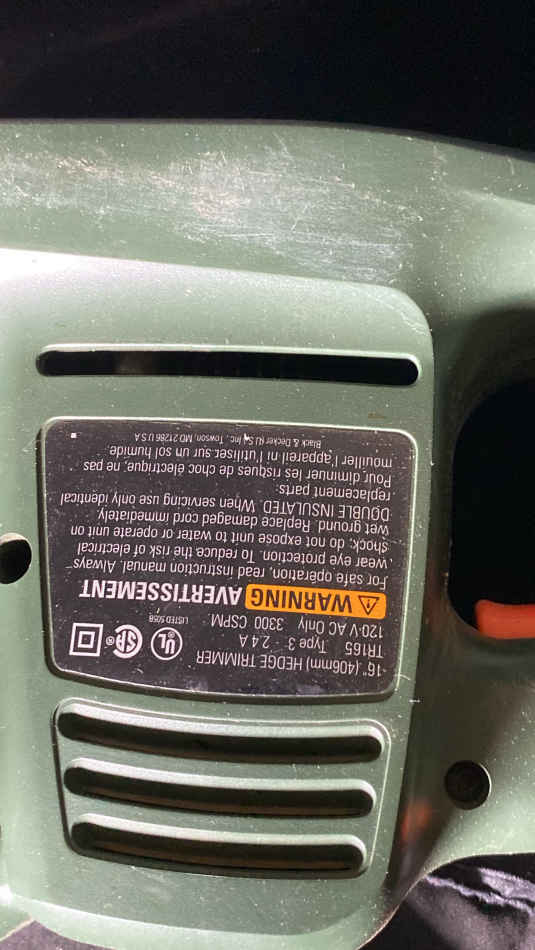 16" (406mm) HEDGE TRIMMER
TR165 Type 3 - 2.4 A
120 V AC Only 3300 CSPM
UL SA
LISTED 505B
WARNING AVERTISSEMENT
For safe operation, read instruction manual. Always
wear eye protection. To reduce the risk of electrical
shock; do not expose unit to water or operate unit on
wet ground. Replace damaged cord immediately.
DOUBLE INSULATED. When servicing use only identical
replacement parts.
Pour diminuer les risques de choc électrique, ne pas
mouiller l'appareil ni l'utiliser sur un sol humide.
Black & Decker (U.S.) Inc., Towson, MD 21286 U.S.A